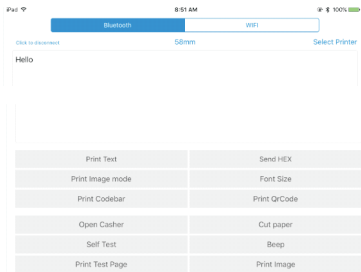 iPad 8:51 AM 100%
Bluetooth WIFI
Click to disconnect 58mm Select Printer
Hello
Print Text Send HEX
Print Image mode Font Size
Print Codebar Print QrCode
Open Casher Cut paper
Self Test Beep
Print Test Page Print Image